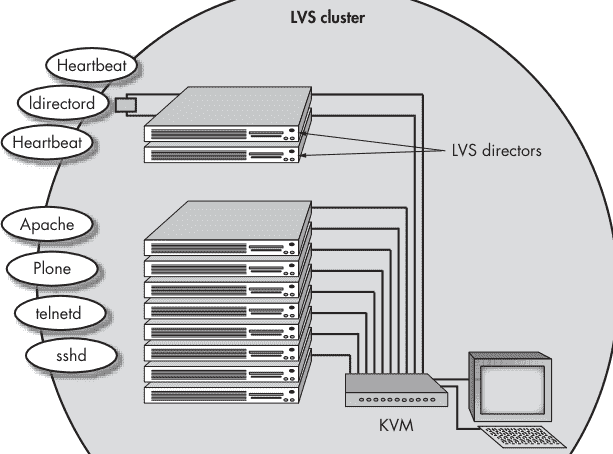 LVS cluster
Heartbeat
ldirectord
Heartbeat
LVS directors
Apache
Plone
telnetd
sshd
KVM